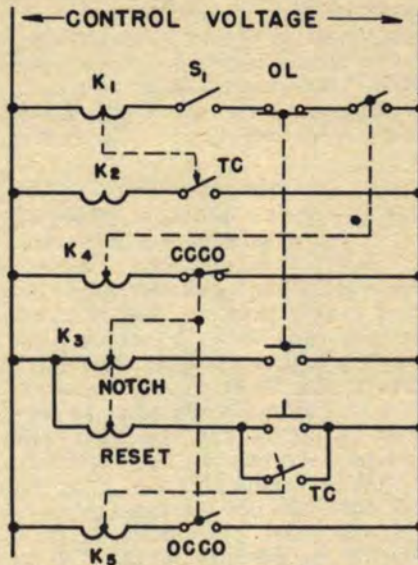 CONTROL VOLTAGE
K1 S1 OL
K2 TC
K4 CCCO
K3
NOTCH
RESET
TC
K5 OCCO